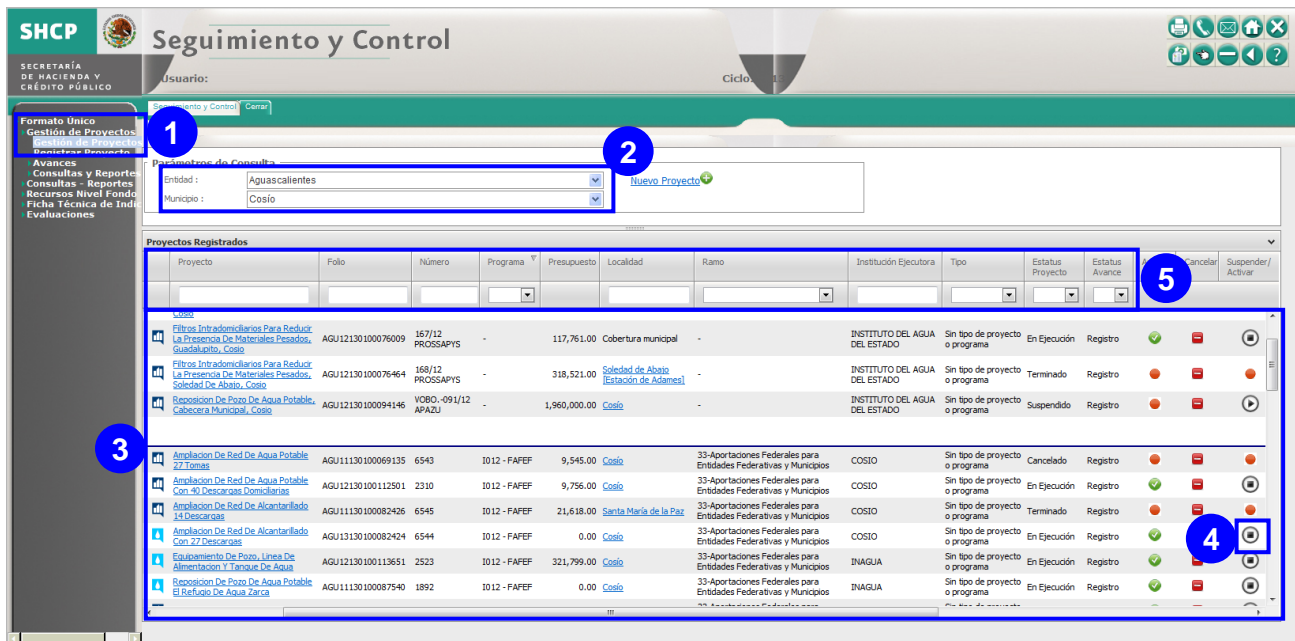 SHCP
SECRETARÍA
DE HACIENDA Y
CRÉDITO PÚBLICO
Seguimiento y Control
Usuario:
Ciclo:
Seguimiento y Control Cerrar
Formato Único
Gestión de Proyectos
Gestión de Proyectos
Registrar Proyecto
Avances
Consultas y Reportes
Consultas - Reportes
Recursos Nivel Fondo
Ficha Técnica de Indic
Evaluaciones
1
2
Parámetros de Consulta
Entidad : Aguascalientes
Municipio : Cosío
Nuevo Proyecto
Proyectos Registrados
Proyecto Folio Número Programa Presupuesto Localidad Ramo Institución Ejecutora Tipo Estatus Proyecto Estatus Avance Cancelar Suspender/ Activar
5
Cosio
Filtros Intradomiciliarios Para Reducir
La Presencia De Materiales Pesados, AGU12130100076009 167/12 PROSSAPYS - 117,761.00 Cobertura municipal - INSTITUTO DEL AGUA DEL ESTADO Sin tipo de proyecto o programa En Ejecución Registro
Guadalupito, Cosio
Filtros Intradomiciliarios Para Reducir
La Presencia De Materiales Pesados, AGU12130100076464 168/12 PROSSAPYS - 318,521.00 Soledad de Abajo [Estación de Adames] - INSTITUTO DEL AGUA DEL ESTADO Sin tipo de proyecto o programa Terminado Registro
Soledad De Abajo, Cosio
Reposicion De Pozo De Agua Potable, AGU12130100094146 VOBO.-091/12 APAZU - 1,960,000.00 Cosío - INSTITUTO DEL AGUA DEL ESTADO Sin tipo de proyecto o programa Suspendido Registro
Cabecera Municipal, Cosio
3
Ampliacion De Red De Agua Potable AGU11130100069135 6543 I012 - FAFEF 9,545.00 Cosío 33-Aportaciones Federales para Entidades Federativas y Municipios COSIO Sin tipo de proyecto o programa Cancelado Registro
27 Tomas
Ampliacion De Red De Agua Potable AGU11130100112501 2310 I012 - FAFEF 9,756.00 Cosío 33-Aportaciones Federales para Entidades Federativas y Municipios COSIO Sin tipo de proyecto o programa En Ejecución Registro
Con 40 Descargas Domiciliarias
Ampliacion De Red De Alcantarillado AGU11130100082426 6545 I012 - FAFEF 21,618.00 Santa María de la Paz 33-Aportaciones Federales para Entidades Federativas y Municipios COSIO Sin tipo de proyecto o programa Terminado Registro
14 Descargas
Ampliacion De Red De Alcantarillado AGU13130100082424 6544 I012 - FAFEF 0.00 Cosío 33-Aportaciones Federales para Entidades Federativas y Municipios COSIO Sin tipo de proyecto o programa En Ejecución Registro
Con 27 Descargas
4
Equipamiento De Pozo, Linea De AGU12130100113651 2523 I012 - FAFEF 321,799.00 Cosío 33-Aportaciones Federales para Entidades Federativas y Municipios INAGUA Sin tipo de proyecto o programa En Ejecución Registro
Alimentacion Y Tanque De Agua
Reposicion De Pozo De Agua Potable AGU11130100087540 1892 I012 - FAFEF 0.00 Cosío 33-Aportaciones Federales para Entidades Federativas y Municipios INAGUA Sin tipo de proyecto o programa En Ejecución Registro
El Refugio De Agua Zarca